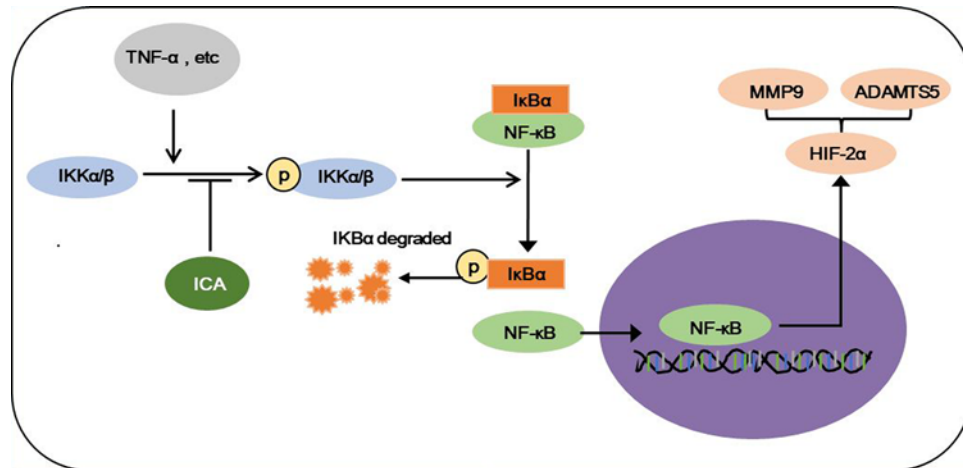 TNF-α , etc
IκBα
NF-κB
MMP9
ADAMTS5
HIF-2α
IKKα/β
p
IKKα/β
ICA
IKBα degraded
p
IκBα
NF-κB
NF-κB